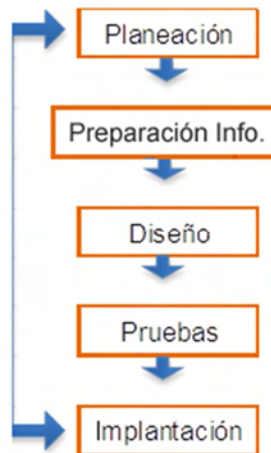 Planeación
Preparación Info.
Diseño
Pruebas
Implantación